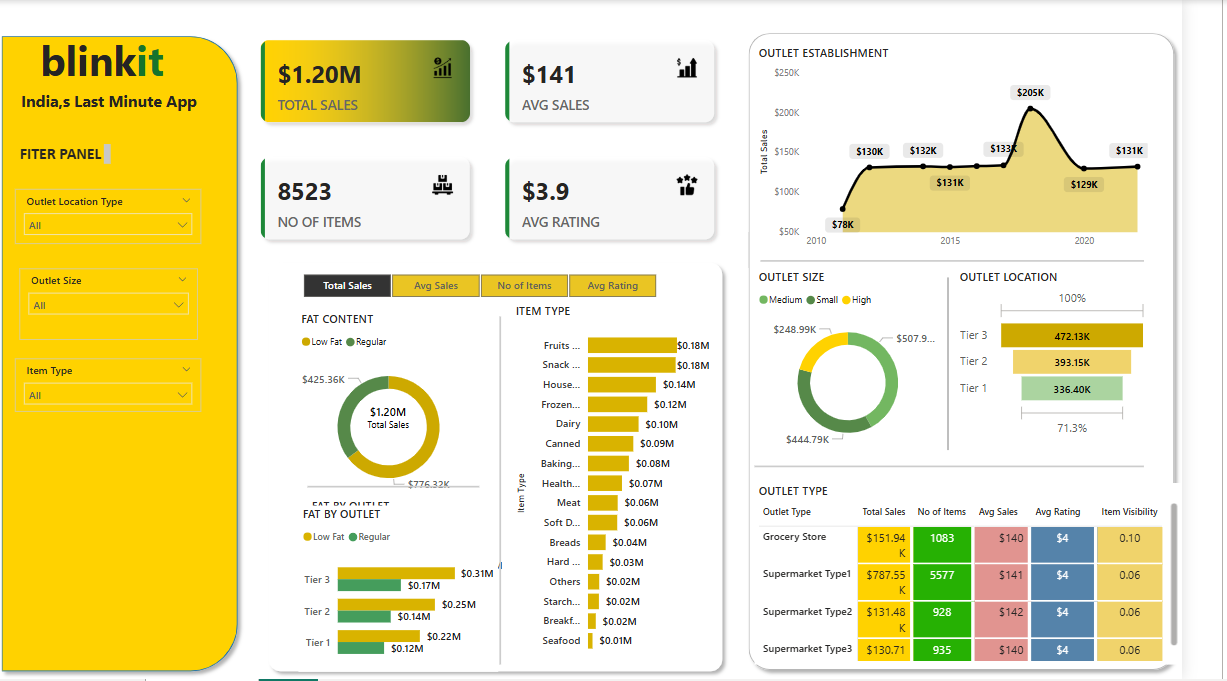 blinkit
India,s Last Minute App
FITER PANEL
Outlet Location Type
All
Outlet Size
All
Item Type
All
$1.20M
TOTAL SALES
$141
AVG SALES
8523
NO OF ITEMS
$3.9
AVG RATING
Total Sales Avg Sales No of Items Avg Rating
FAT CONTENT
Low Fat Regular
$425.36K
$1.20M
Total Sales
$776.32K
FAT BY OUTLET
FAT BY OUTLET
Low Fat Regular
Tier 3 $0.31M
$0.17M
Tier 2 $0.25M
$0.14M
Tier 1 $0.22M
$0.12M
ITEM TYPE
Item Type
Fruits ... $0.18M
Snack ... $0.18M
House... $0.14M
Frozen... $0.12M
Dairy $0.10M
Canned $0.09M
Baking... $0.08M
Health... $0.07M
Meat $0.06M
Soft D... $0.06M
Breads $0.04M
Hard ... $0.03M
Others $0.02M
Starch... $0.02M
Breakf... $0.02M
Seafood $0.01M
OUTLET ESTABLISHMENT
Total Sales
$250K
$200K
$150K
$100K
$50K
$78K
$130K
$132K
$131K
$133K
$205K
$129K
$131K
2010 2015 2020
OUTLET SIZE
Medium Small High
$248.99K
$507.9...
$444.79K
OUTLET LOCATION
100%
Tier 3 472.13K
Tier 2 393.15K
Tier 1 336.40K
71.3%
OUTLET TYPE
Outlet Type Total Sales No of Items Avg Sales Avg Rating Item Visibility
Grocery Store $151.94 K 1083 $140 $4 0.10
Supermarket Type1 $787.55 K 5577 $141 $4 0.06
Supermarket Type2 $131.48 K 928 $142 $4 0.06
Supermarket Type3 $130.71 935 $140 $4 0.06